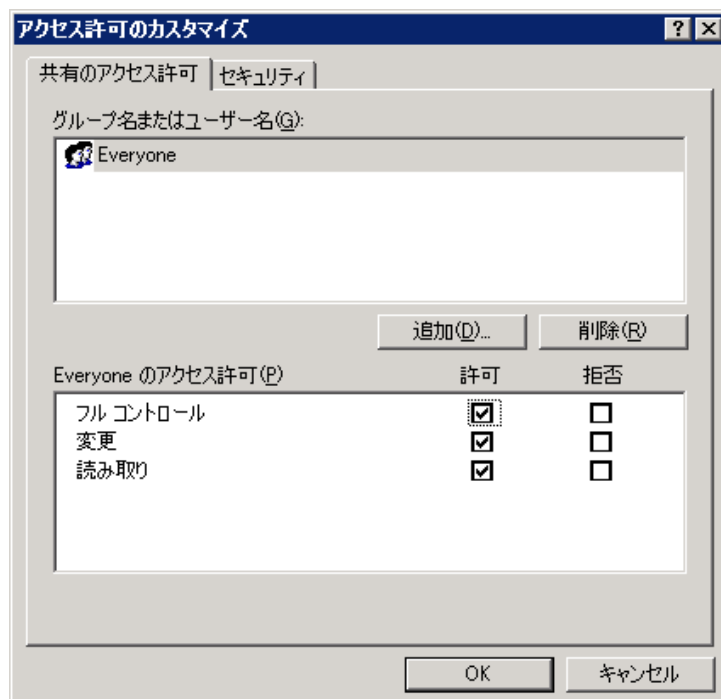 アクセス許可のカスタマイズ
共有のアクセス許可 セキュリティ
グループ名またはユーザー名(G):
Everyone
追加(D)... 削除(R)
Everyone のアクセス許可(P) 許可 拒否
フル コントロール
変更
読み取り
OK キャンセル